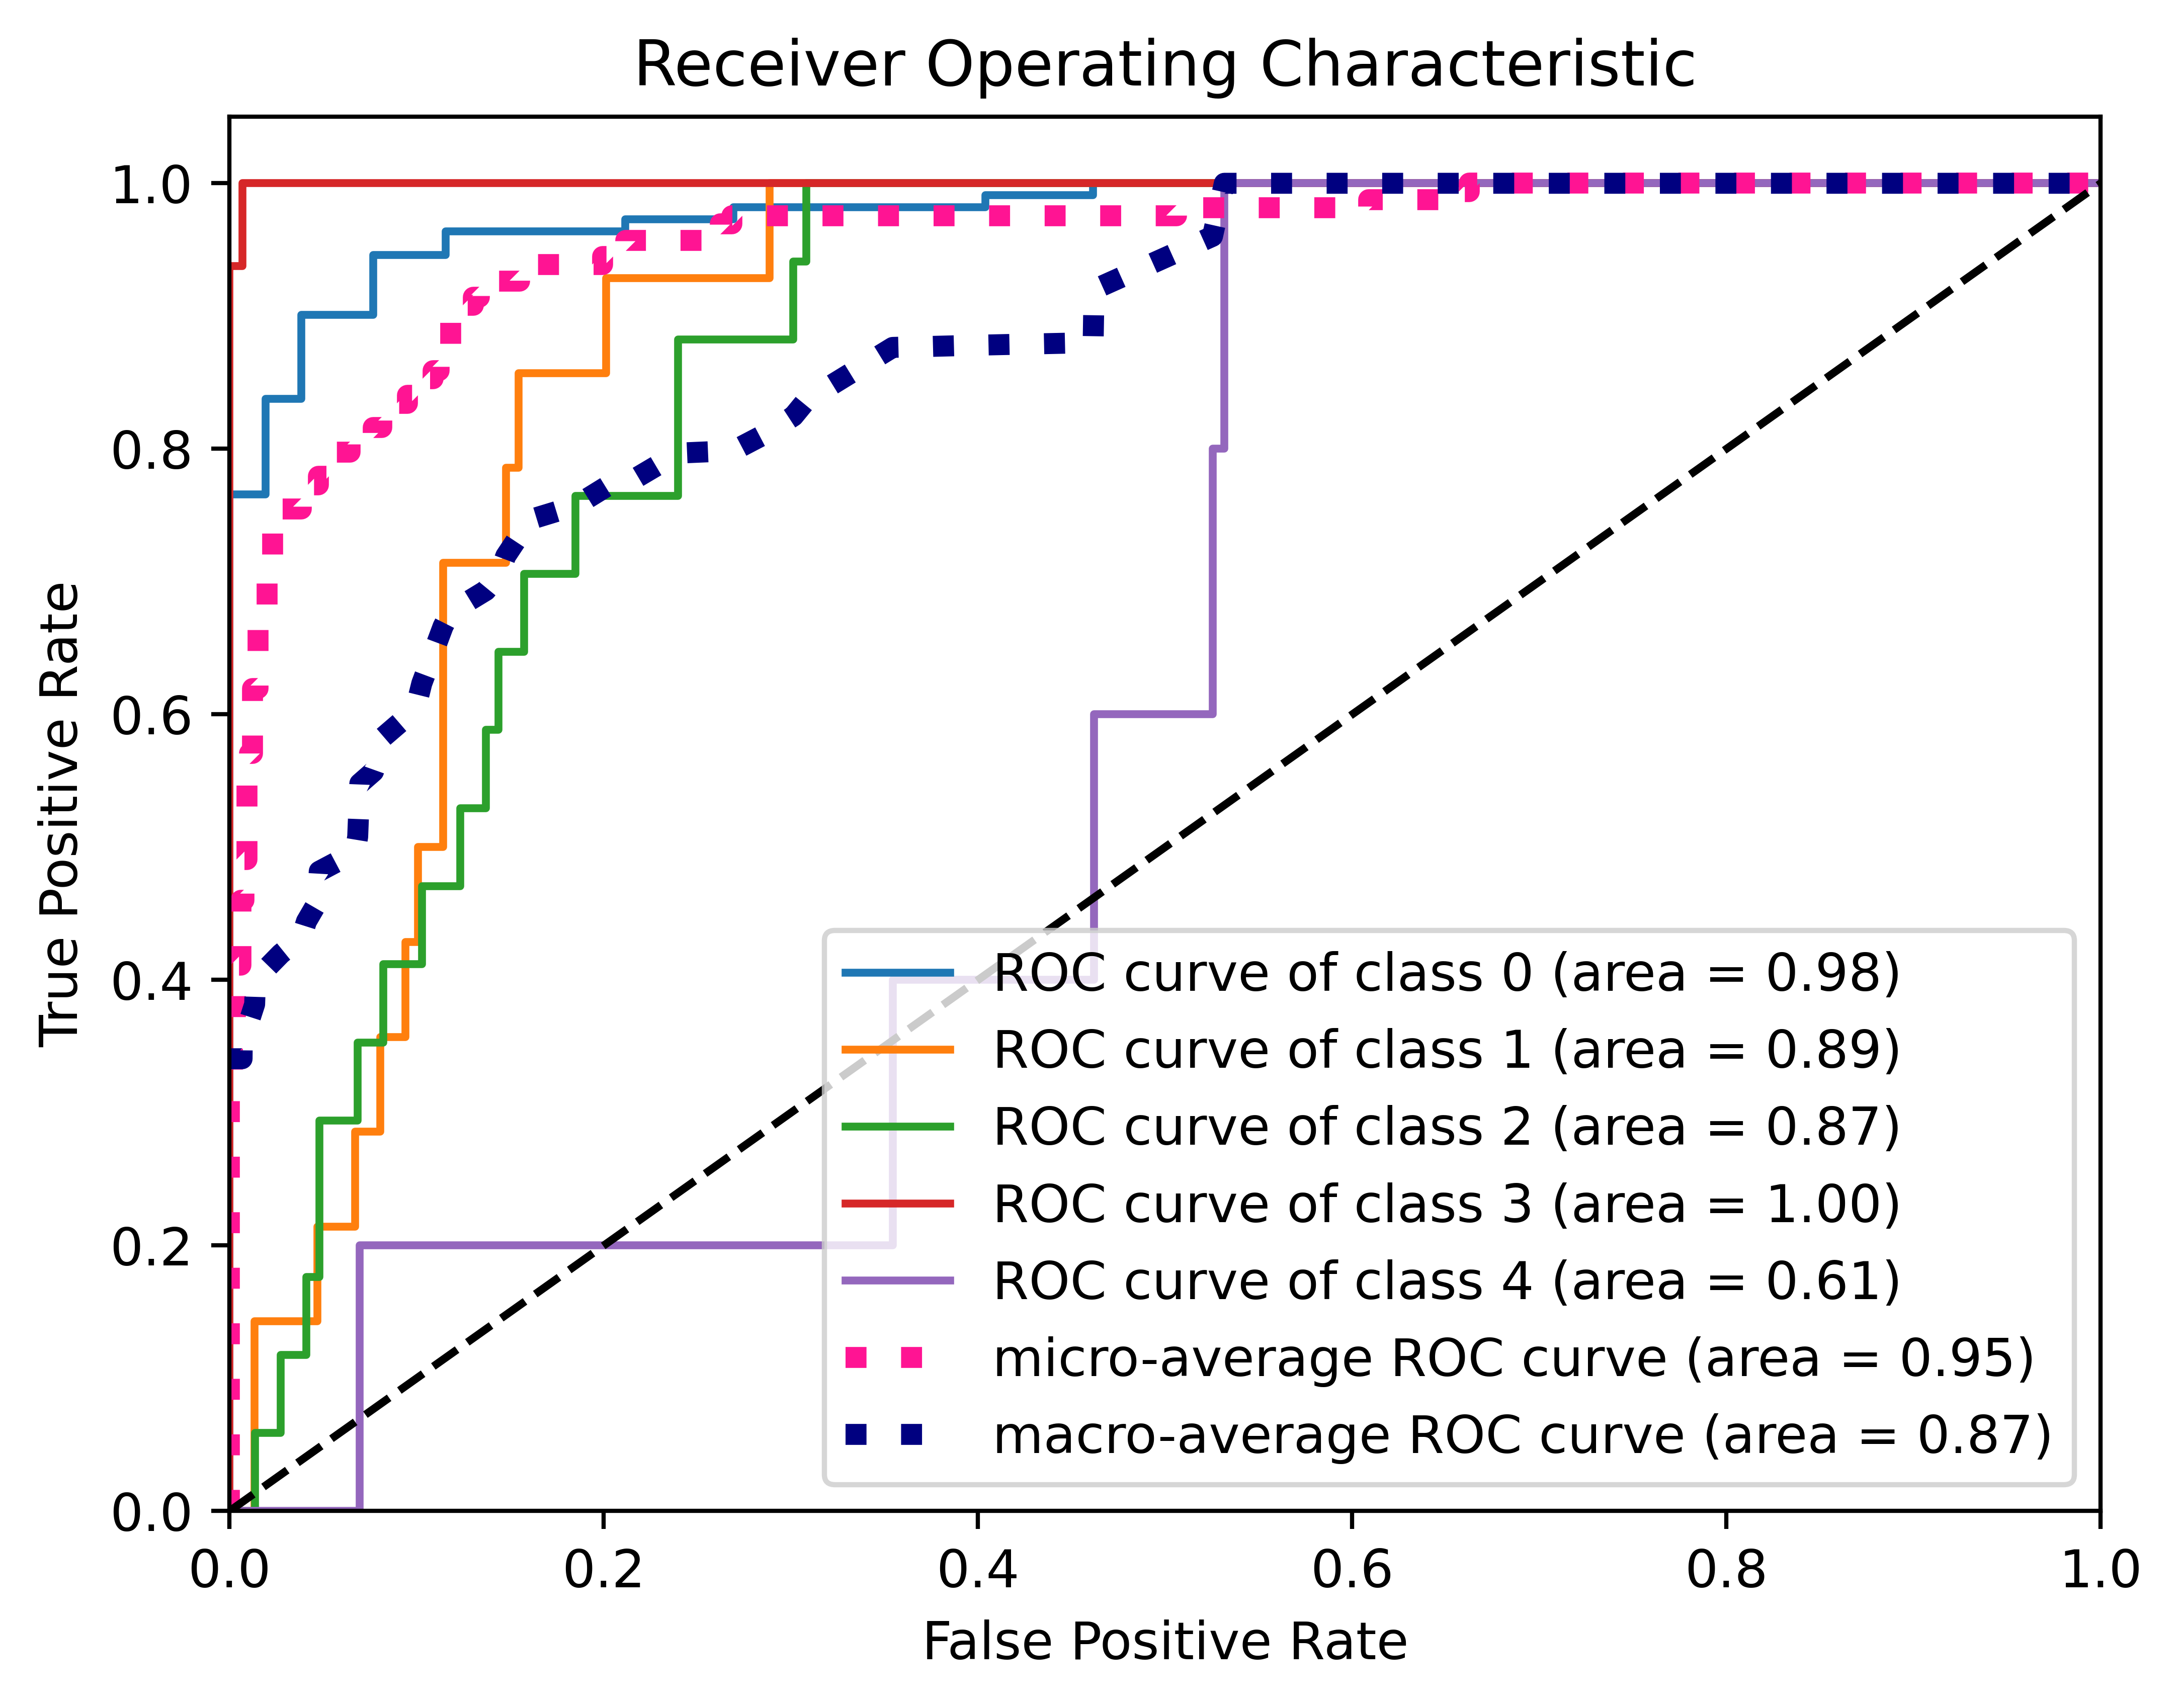 Receiver Operating Characteristic
1.0
0.8
0.6
0.4
0.2
0.0
True Positive Rate
ROC curve of class 0 (area = 0.98)
ROC curve of class 1 (area = 0.89)
ROC curve of class 2 (area = 0.87)
ROC curve of class 3 (area = 1.00)
ROC curve of class 4 (area = 0.61)
micro-average ROC curve (area = 0.95)
macro-average ROC curve (area = 0.87)
0.0 0.2 0.4 0.6 0.8 1.0
False Positive Rate